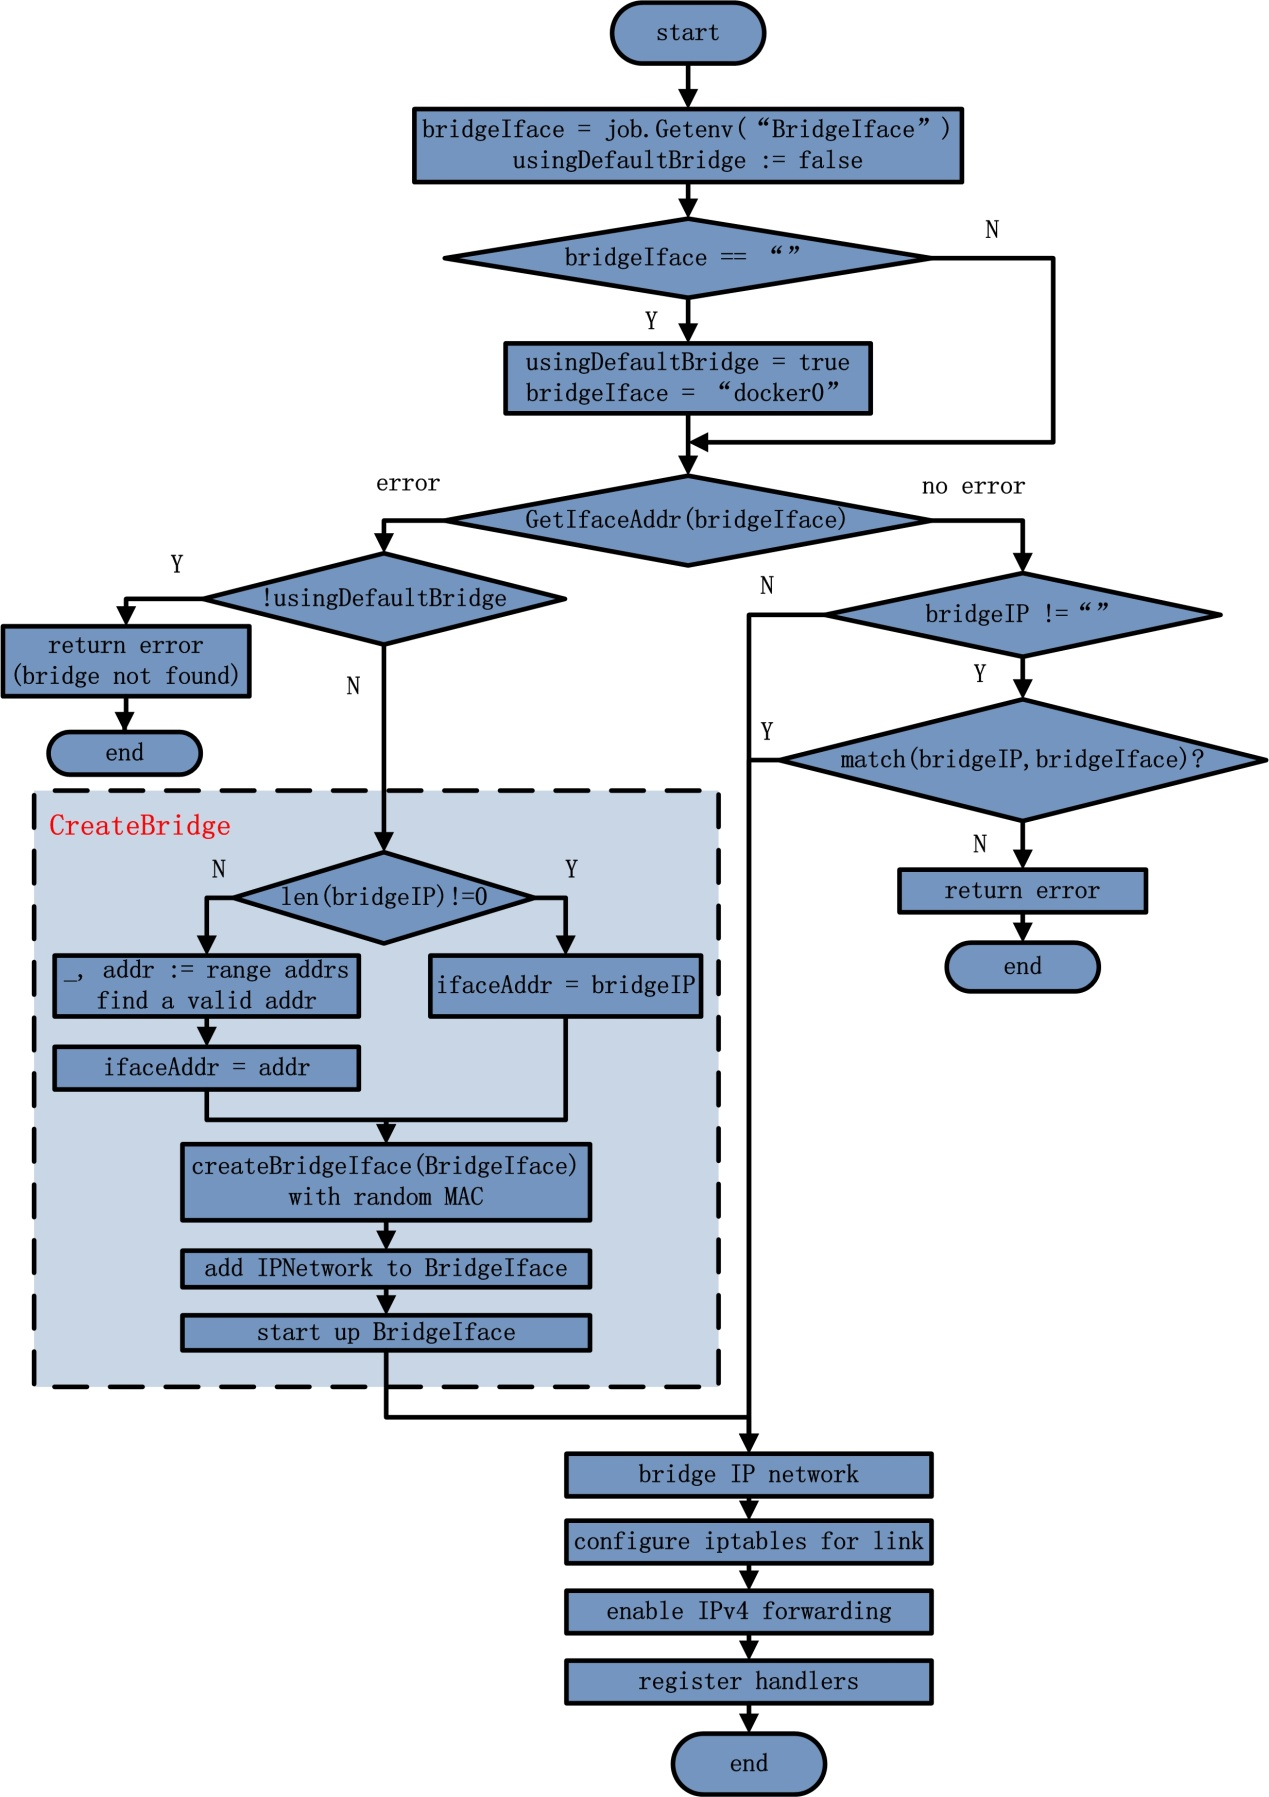 start
bridgeIface = job.Getenv(“BridgeIface”)
usingDefaultBridge := false
N
bridgeIface == “”
Y
usingDefaultBridge = true
bridgeIface = “docker0”
error
no error
GetIfaceAddr(bridgeIface)
Y
!usingDefaultBridge
N
bridgeIP !=“”
return error
(bridge not found)
N
Y
end
Y
match(bridgeIP,bridgeIface)?
CreateBridge
N
Y
N
len(bridgeIP)!=0
return error
_, addr := range addrs
find a valid addr
ifaceAddr = bridgeIP
end
ifaceAddr = addr
createBridgeIface(BridgeIface)
with random MAC
add IPNetwork to BridgeIface
start up BridgeIface
bridge IP network
configure iptables for link
enable IPv4 forwarding
register handlers
end